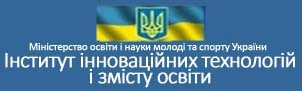 Міністерство освіти і науки молоді та спорту України
Інститут інноваційних технологій
і змісту освіти